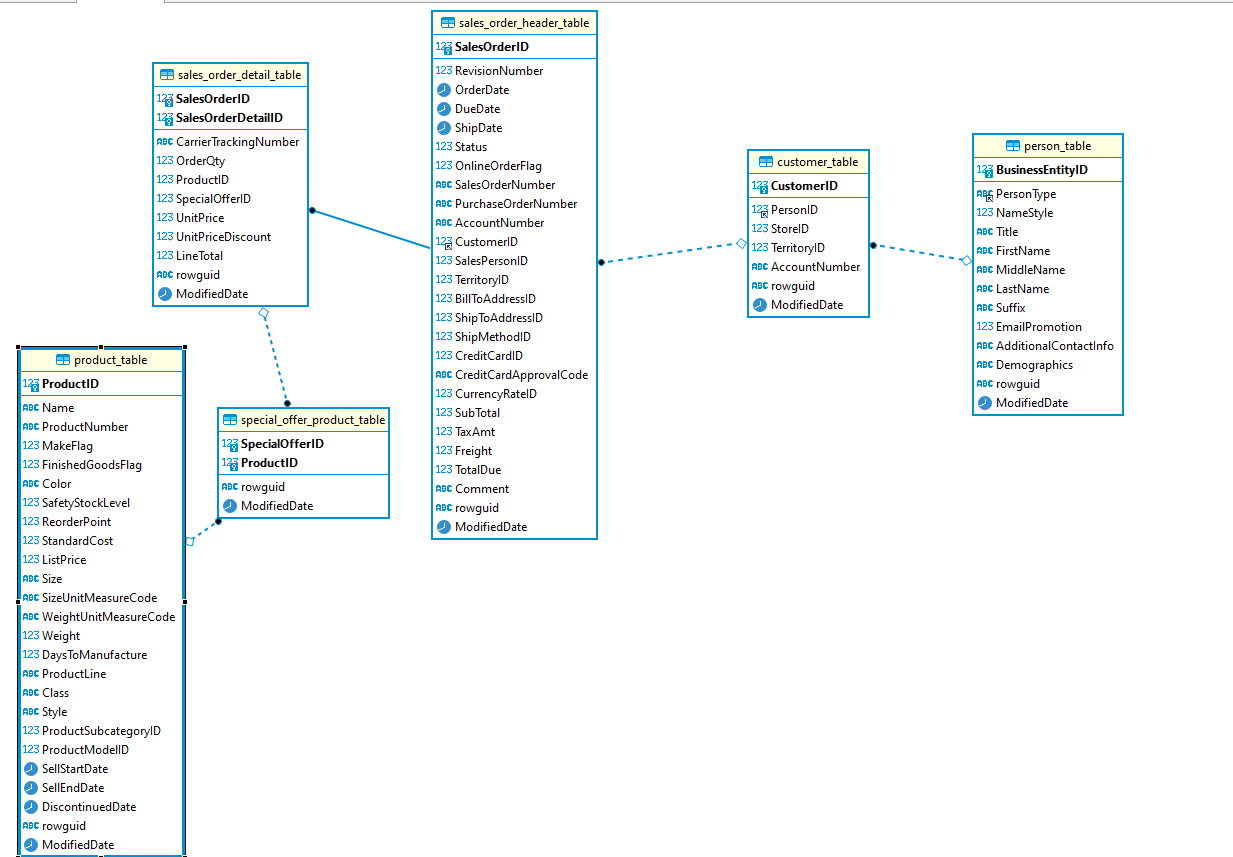 sales_order_header_table
123 SalesOrderID
123 RevisionNumber
OrderDate
DueDate
ShipDate
123 Status
123 OnlineOrderFlag
ABC SalesOrderNumber
ABC PurchaseOrderNumber
ABC AccountNumber
123 CustomerID
123 SalesPersonID
123 TerritoryID
123 BillToAddressID
123 ShipToAddressID
123 ShipMethodID
123 CreditCardID
ABC CreditCardApprovalCode
123 CurrencyRateID
123 SubTotal
123 TaxAmt
123 Freight
123 TotalDue
ABC Comment
ABC rowguid
ModifiedDate
sales_order_detail_table
123 SalesOrderID
123 SalesOrderDetailID
ABC CarrierTrackingNumber
123 OrderQty
123 ProductID
123 SpecialOfferID
123 UnitPrice
123 UnitPriceDiscount
123 LineTotal
ABC rowguid
ModifiedDate
customer_table
123 CustomerID
123 PersonID
123 StoreID
123 TerritoryID
ABC AccountNumber
ABC rowguid
ModifiedDate
person_table
123 BusinessEntityID
ABC PersonType
123 NameStyle
ABC Title
ABC FirstName
ABC MiddleName
ABC LastName
ABC Suffix
123 EmailPromotion
ABC AdditionalContactInfo
ABC Demographics
ABC rowguid
ModifiedDate
product_table
123 ProductID
ABC Name
ABC ProductNumber
123 MakeFlag
123 FinishedGoodsFlag
ABC Color
123 SafetyStockLevel
123 ReorderPoint
123 StandardCost
123 ListPrice
ABC Size
ABC SizeUnitMeasureCode
ABC WeightUnitMeasureCode
123 Weight
123 DaysToManufacture
ABC ProductLine
ABC Class
ABC Style
123 ProductSubcategoryID
123 ProductModelID
SellStartDate
SellEndDate
DiscontinuedDate
ABC rowguid
ModifiedDate
special_offer_product_table
123 SpecialOfferID
123 ProductID
ABC rowguid
ModifiedDate